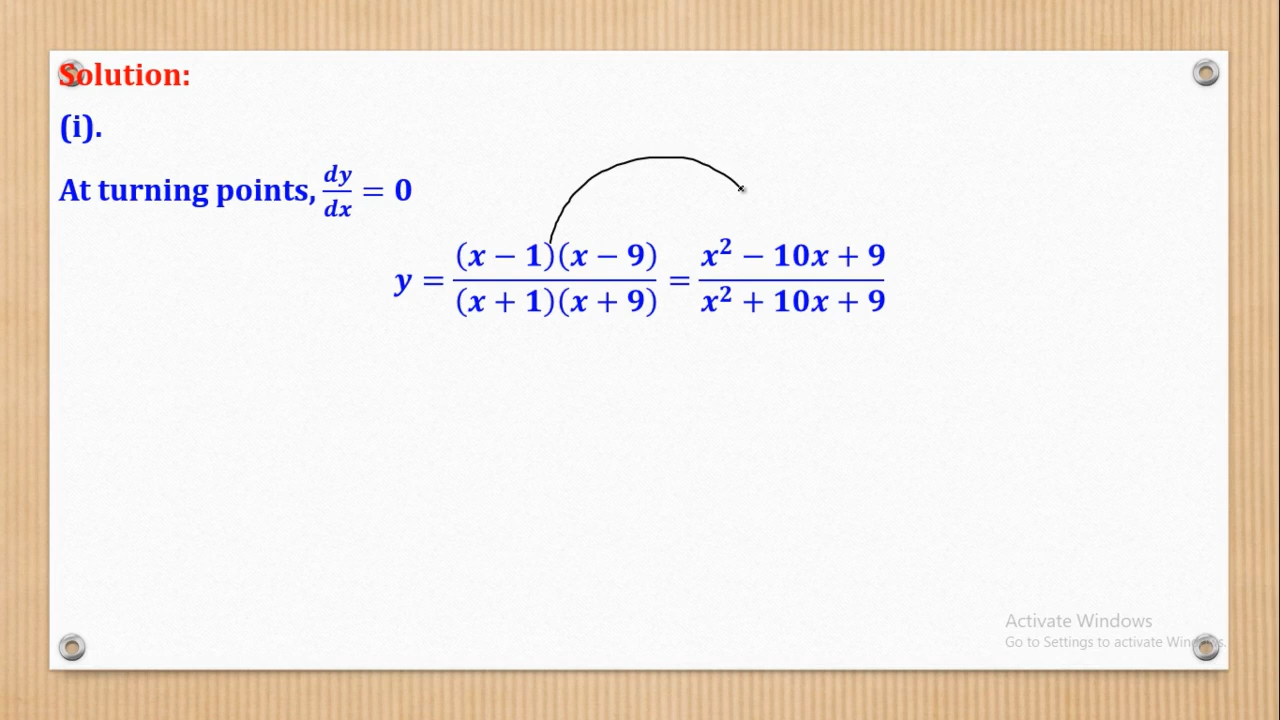 Solution:
(i).
At turning points, dy/dx = 0
y = (x − 1)(x − 9)/(x + 1)(x + 9) = x² − 10x + 9/x² + 10x + 9
Activate Windows
Go to Settings to activate Windows.